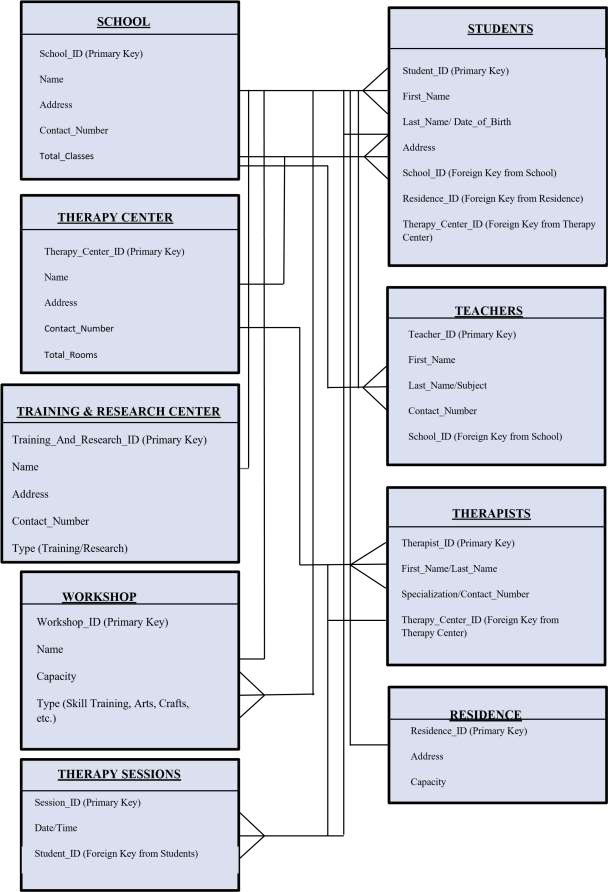 SCHOOL
School_ID (Primary Key)
Name
Address
Contact_Number
Total_Classes
THERAPY CENTER
Therapy_Center_ID (Primary Key)
Name
Address
Contact_Number
Total_Rooms
TRAINING & RESEARCH CENTER
Training_And_Research_ID (Primary Key)
Name
Address
Contact_Number
Type (Training/Research)
WORKSHOP
Workshop_ID (Primary Key)
Name
Capacity
Type (Skill Training, Arts, Crafts,
etc.)
THERAPY SESSIONS
Session_ID (Primary Key)
Date/Time
Student_ID (Foreign Key from Students)
STUDENTS
Student_ID (Primary Key)
First_Name
Last_Name/ Date_of_Birth
Address
School_ID (Foreign Key from School)
Residence_ID (Foreign Key from Residence)
Therapy_Center_ID (Foreign Key from Therapy
Center)
TEACHERS
Teacher_ID (Primary Key)
First_Name
Last_Name/Subject
Contact_Number
School_ID (Foreign Key from School)
THERAPISTS
Therapist_ID (Primary Key)
First_Name/Last_Name
Specialization/Contact_Number
Therapy_Center_ID (Foreign Key from
Therapy Center)
RESIDENCE
Residence_ID (Primary Key)
Address
Capacity